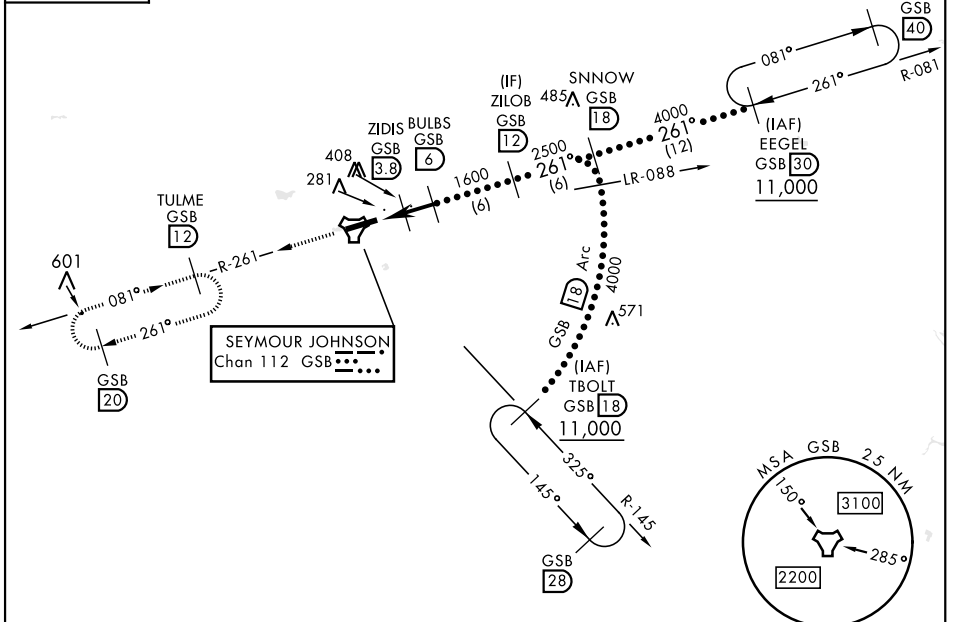 GSB
40
081°
261°
R-081
(IAF)
EEGEL
GSB 30
11,000
SNNOW
GSB
18
485
4000
261°
(12)
(IF)
ZILOB
GSB
12
2500
261°
(6)
LR-088
BULBS
GSB
6
1600
(6)
ZIDIS
GSB
3.8
408
281
TULME
GSB
12
R-261
601
081°
261°
GSB
20
SEYMOUR JOHNSON
Chan 112 GSB
GSB 18 Arc
4000
571
(IAF)
TBOLT
GSB 18
11,000
325°
145°
R-145
GSB
28
MSA GSB 25 NM
150°
3100
285°
2200